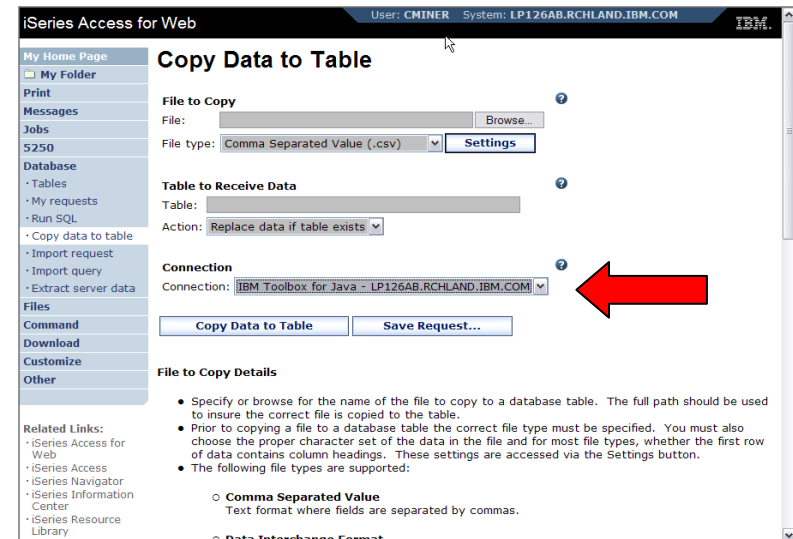 iSeries Access for Web
User: CMINER System: LP126AB.RCHLAND.IBM.COM
IBM.
My Home Page
My Folder
Print
Messages
Jobs
5250
Database
· Tables
· My requests
· Run SQL
· Copy data to table
· Import request
· Import query
· Extract server data
Files
Command
Download
Customize
Other
Related Links:
· iSeries Access for
Web
· iSeries Access
· iSeries Navigator
· iSeries Information
Center
· iSeries Resource
Library
Copy Data to Table
File to Copy
?
File:
Browse...
File type: Comma Separated Value (.csv)
Settings
Table to Receive Data
?
Table:
Action: Replace data if table exists
Connection
?
Connection: IBM Toolbox for Java - LP126AB.RCHLAND.IBM.COM
Copy Data to Table
Save Request...
File to Copy Details
• Specify or browse for the name of the file to copy to a database table. The full path should be used
to insure the correct file is copied to the table.
• Prior to copying a file to a database table the correct file type must be specified. You must also
choose the proper character set of the data in the file and for most file types, whether the first row
of data contains column headings. These settings are accessed via the Settings button.
• The following file types are supported:
○ Comma Separated Value
Text format where fields are separated by commas.
○ Data Interchange Format